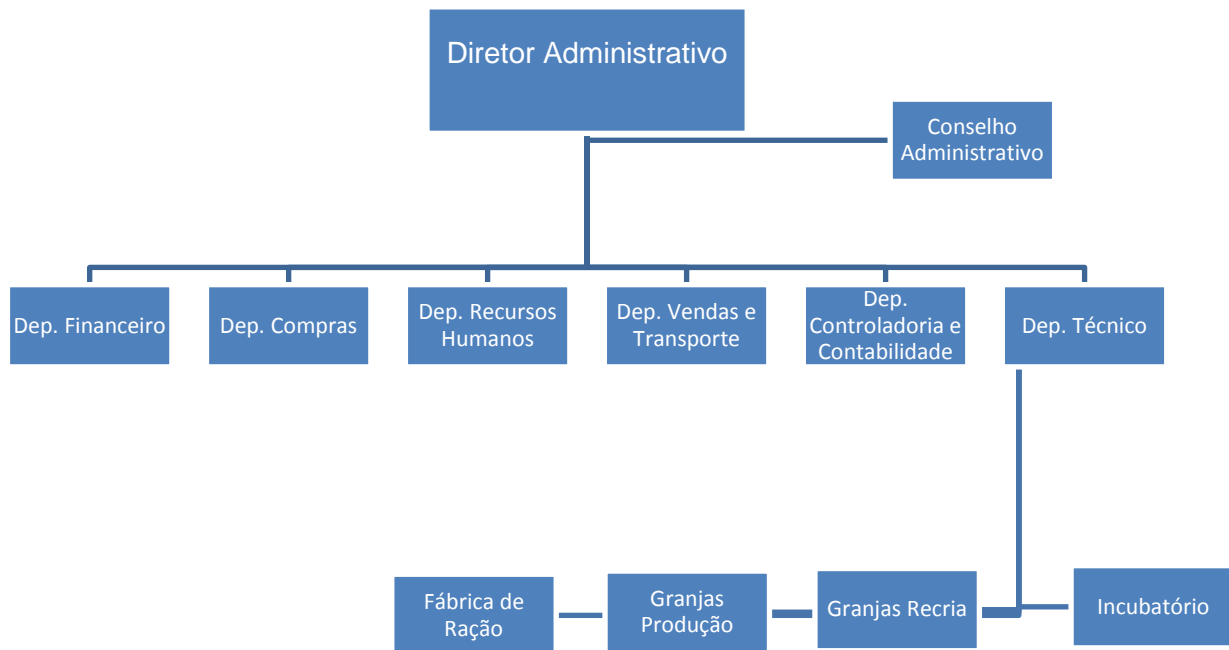 Diretor Administrativo
Conselho
Administrativo
Dep. Financeiro
Dep. Compras
Dep. Recursos
Humanos
Dep. Vendas e
Transporte
Dep.
Controladoria e
Contabilidade
Dep. Técnico
Fábrica de
Ração
Granjas
Produção
Granjas Recria
Incubatório